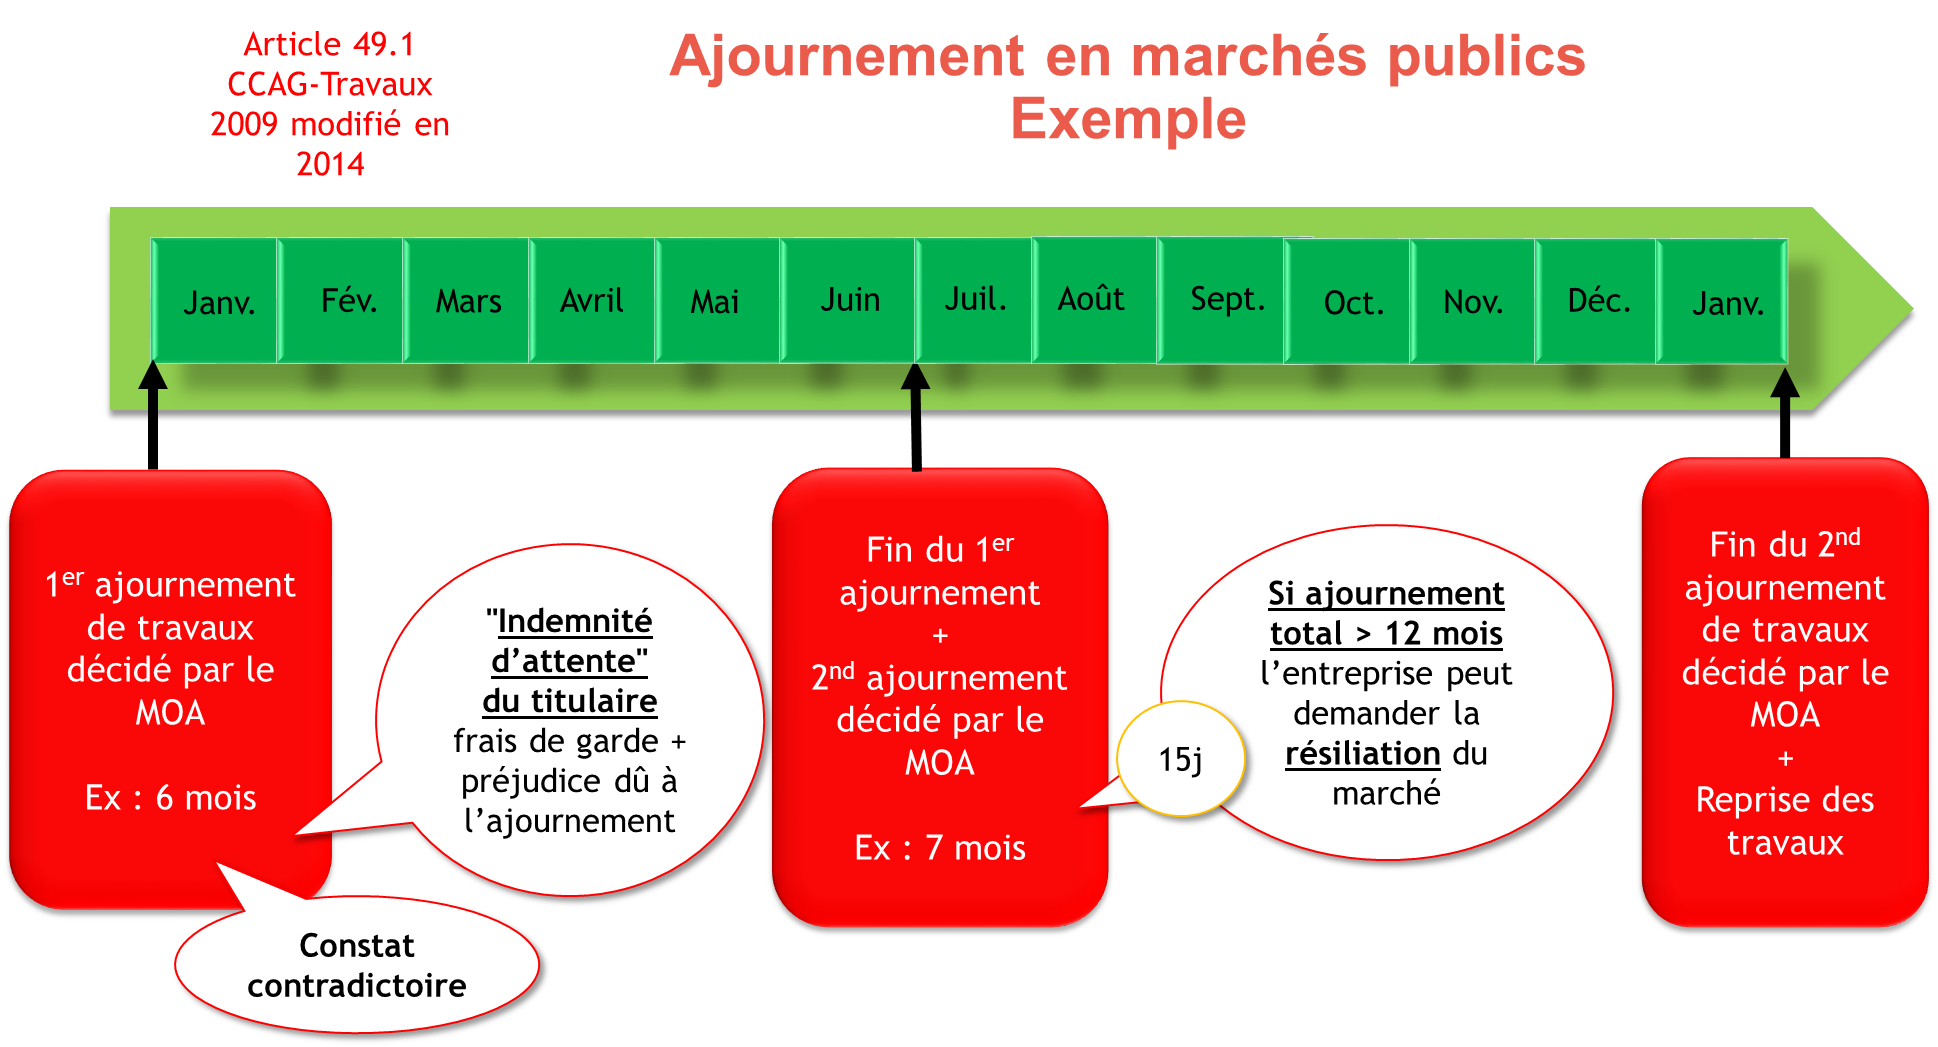 Article 49.1
CCAG-Travaux
2009 modifié en
2014
Ajournement en marchés publics
Exemple
Janv. Fév. Mars Avril Mai Juin Juil. Août Sept. Oct. Nov. Déc. Janv.
1er ajournement
de travaux
décidé par le
MOA
Ex : 6 mois
"Indemnité
d’attente"
du titulaire
frais de garde +
préjudice dû à
l’ajournement
Constat
contradictoire
Fin du 1er
ajournement
+
2nd ajournement
décidé par le
MOA
Ex : 7 mois
15j
Si ajournement
total > 12 mois
l’entreprise peut
demander la
résiliation du
marché
Fin du 2nd
ajournement
de travaux
décidé par le
MOA
+
Reprise des
travaux